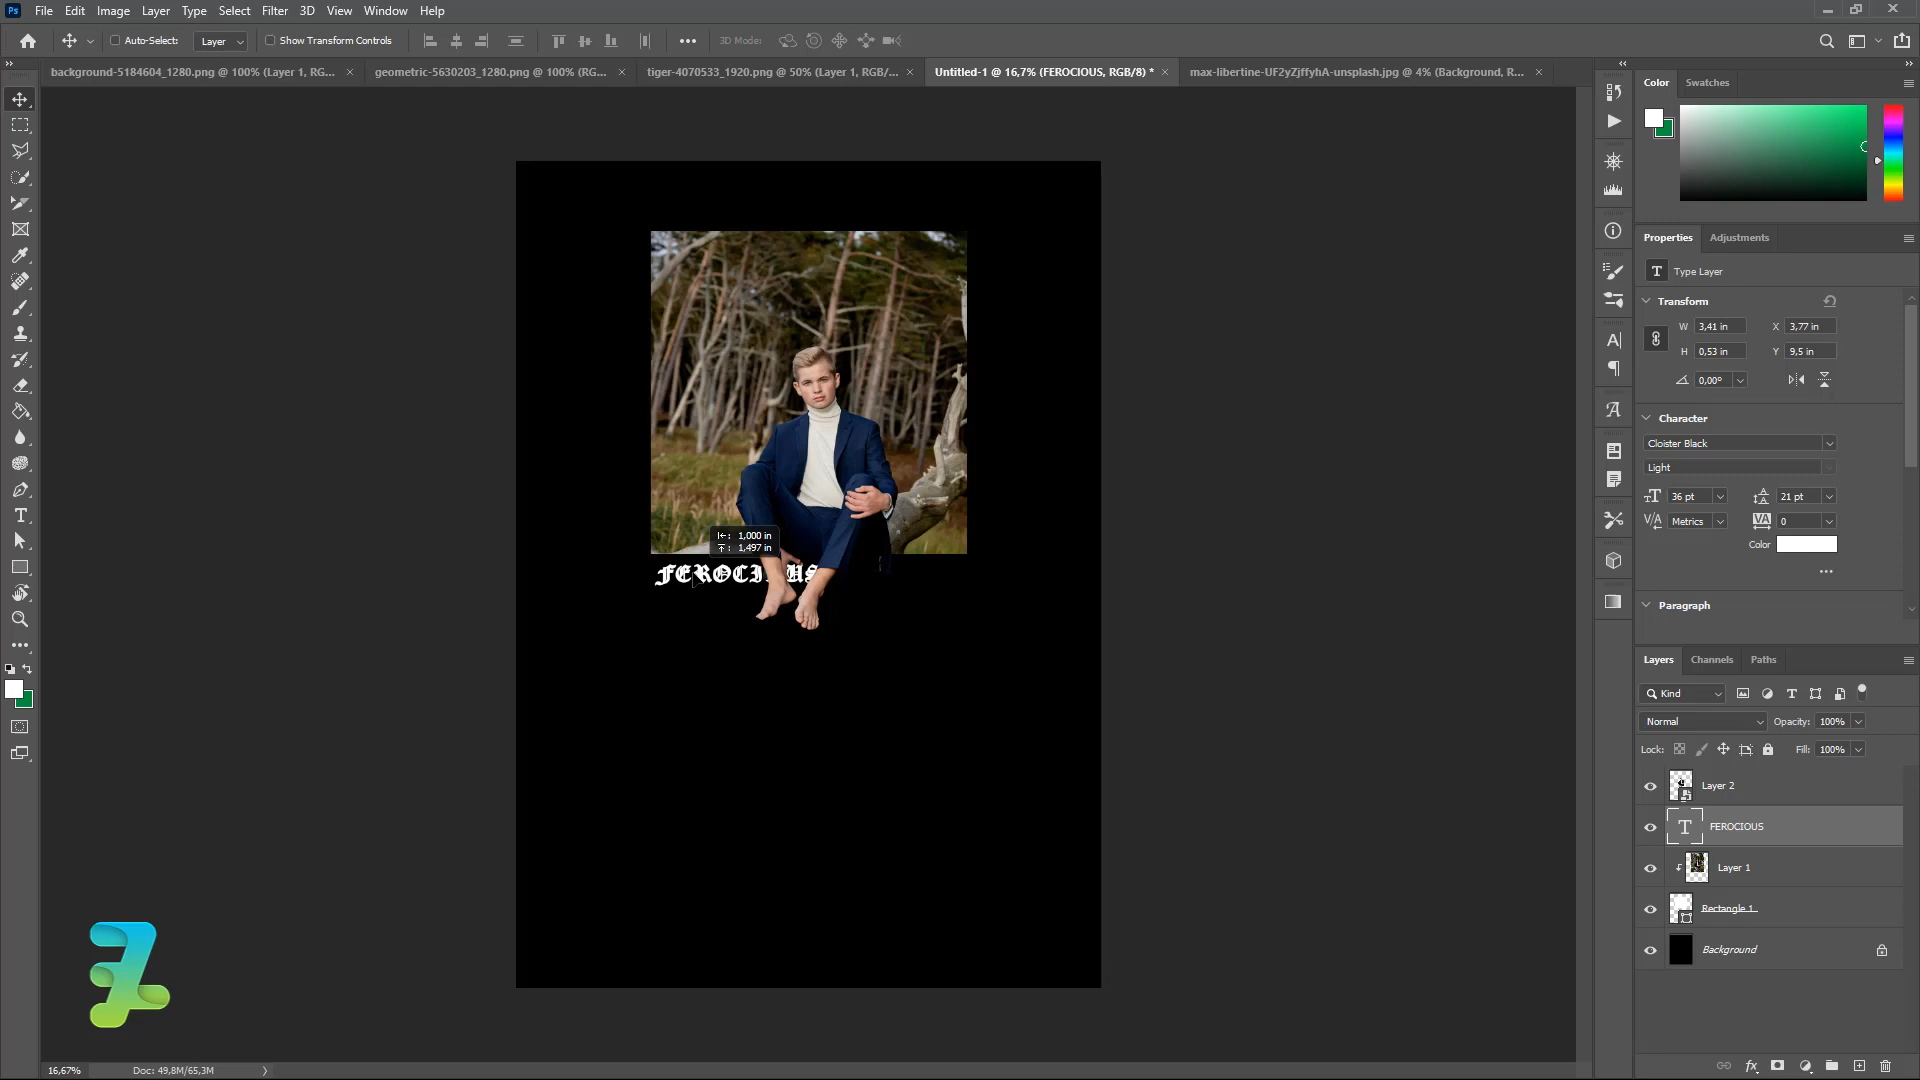 Ps File Edit Image Layer Type Select Filter 3D View Window Help
Auto-Select: Layer Show Transform Controls 3D Mode:
background-5184604_1280.png @ 100% (Layer 1, RG... × geometric-5630203_1280.png @ 100% (RG... × tiger-4070533_1920.png @ 50% (Layer 1, RGB/... × Untitled-1 @ 16,7% (FEROCIOUS, RGB/8) * × max-libertine-UF2yZjffyhA-unsplash.jpg @ 4% (Background, R... ×
Color Swatches
Properties Adjustments
T Type Layer
Transform
W 3,41 in X 3,77 in
H 0,53 in Y 9,5 in
0,00°
Character
Cloister Black
Light
36 pt 21 pt
Metrics 0
Color
Paragraph
1,000 in
1,497 in
FEROCIOUS
Layers Channels Paths
Kind
Normal Opacity: 100%
Lock: Fill: 100%
Layer 2
T FEROCIOUS
Layer 1
Rectangle 1
Background
16,67% Doc: 49,8M/65,3M